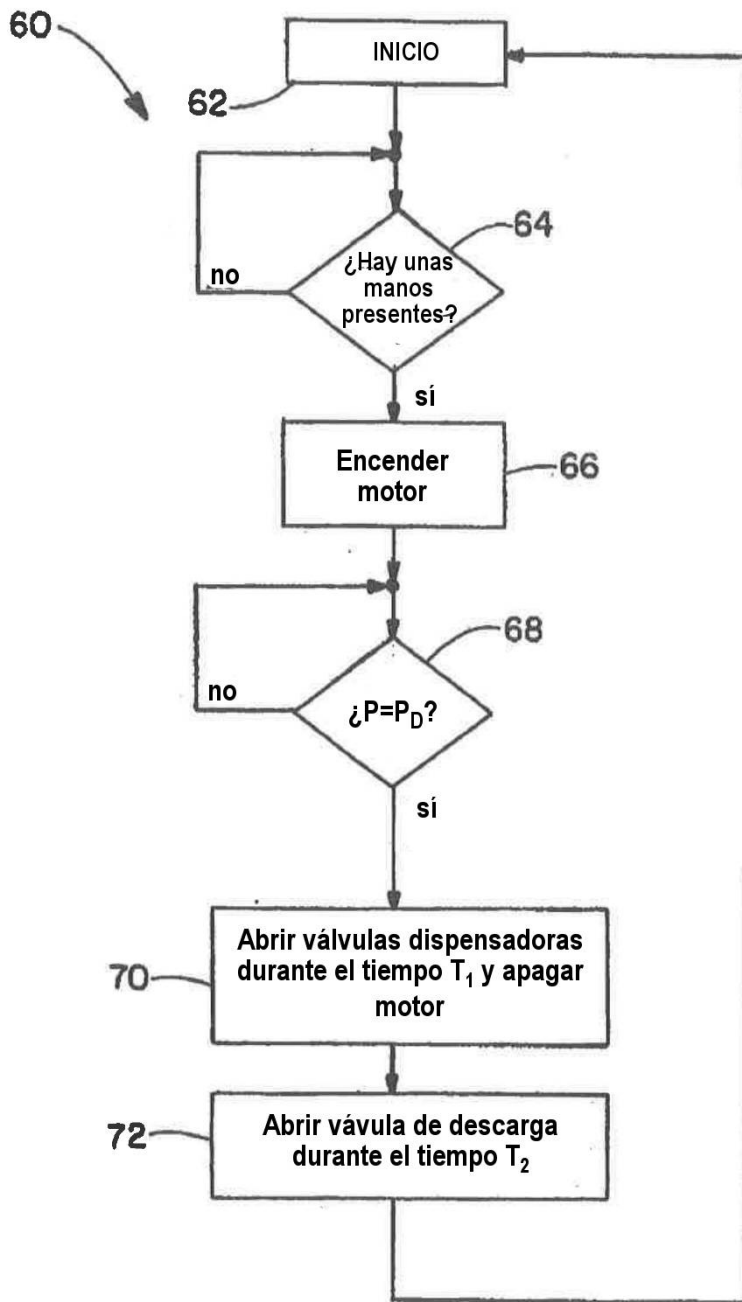 60
INICIO
62
64
¿Hay unas
manos
presentes?
no
sí
Encender
motor
66
68
no
¿P=P_D?
sí
Abrir válvulas dispensadoras
durante el tiempo T₁ y apagar
motor
70
Abrir vávula de descarga
durante el tiempo T₂
72